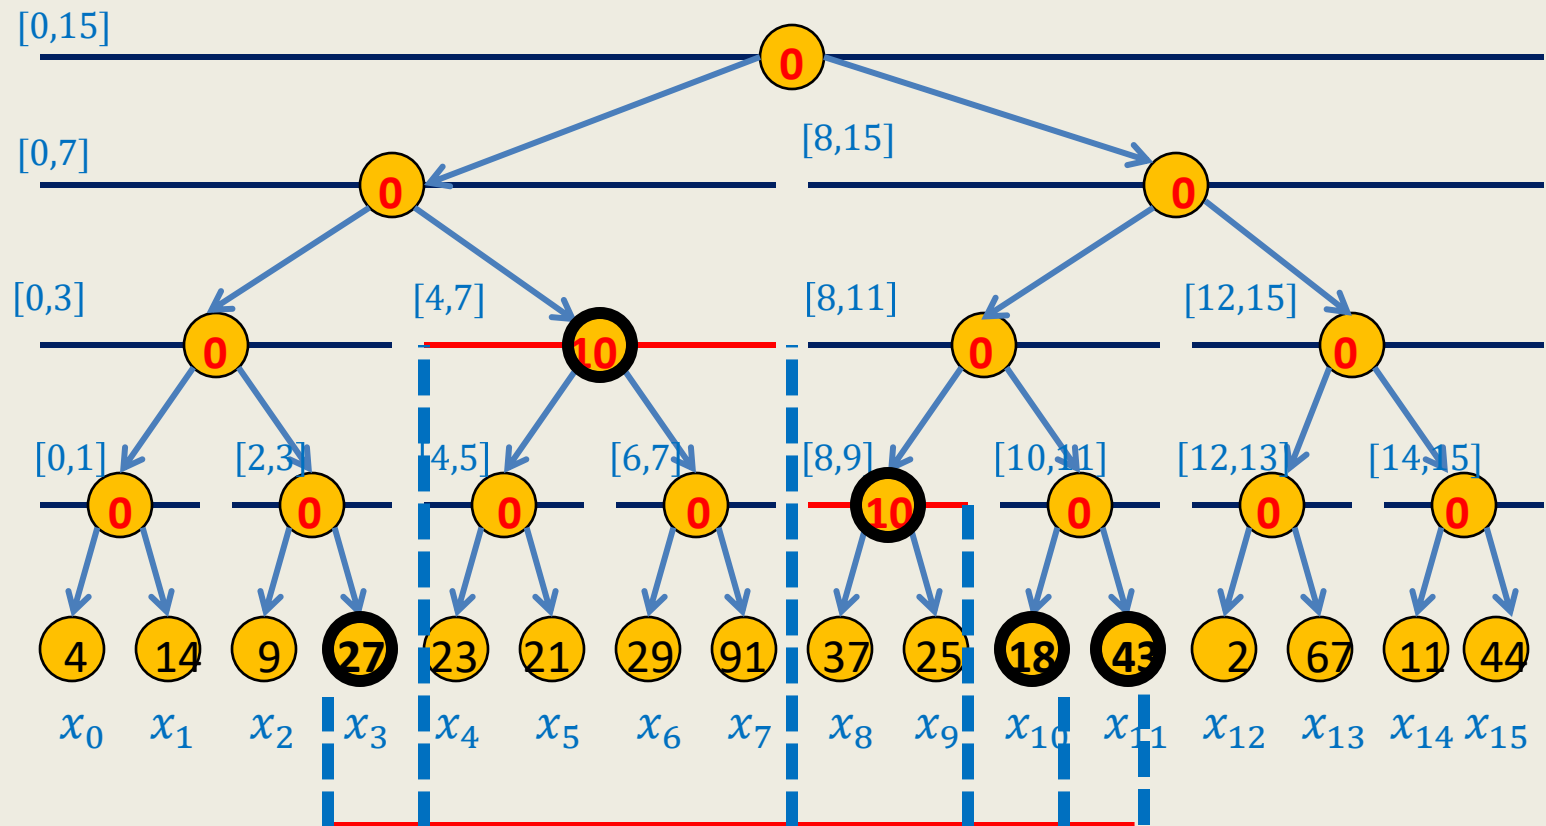 [0,15]
0
[0,7] [8,15]
0 0
[0,3] [4,7] [8,11] [12,15]
0 10 0 0
[0,1] [2,3] [4,5] [6,7] [8,9] [10,11] [12,13] [14,15]
0 0 0 0 10 0 0 0
4 14 9 27 23 21 29 91 37 25 18 43 2 67 11 44
x₀ x₁ x₂ x₃ x₄ x₅ x₆ x₇ x₈ x₉ x₁₀ x₁₁ x₁₂ x₁₃ x₁₄ x₁₅